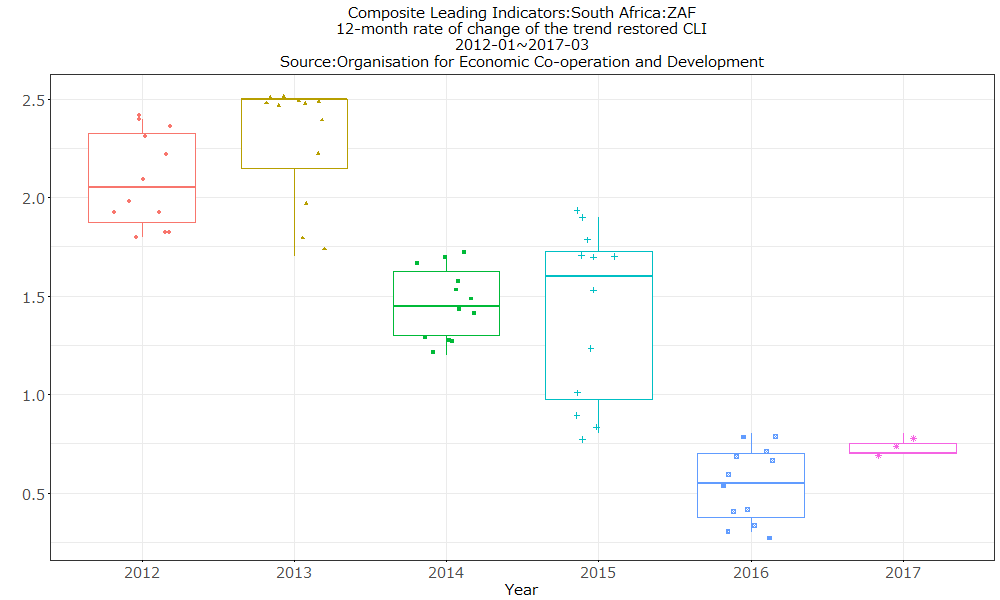 Composite Leading Indicators:South Africa:ZAF
12-month rate of change of the trend restored CLI
2012-01~2017-03
Source:Organisation for Economic Co-operation and Development
2.5
2.0
1.5
1.0
0.5
2012 2013 2014 2015 2016 2017
Year